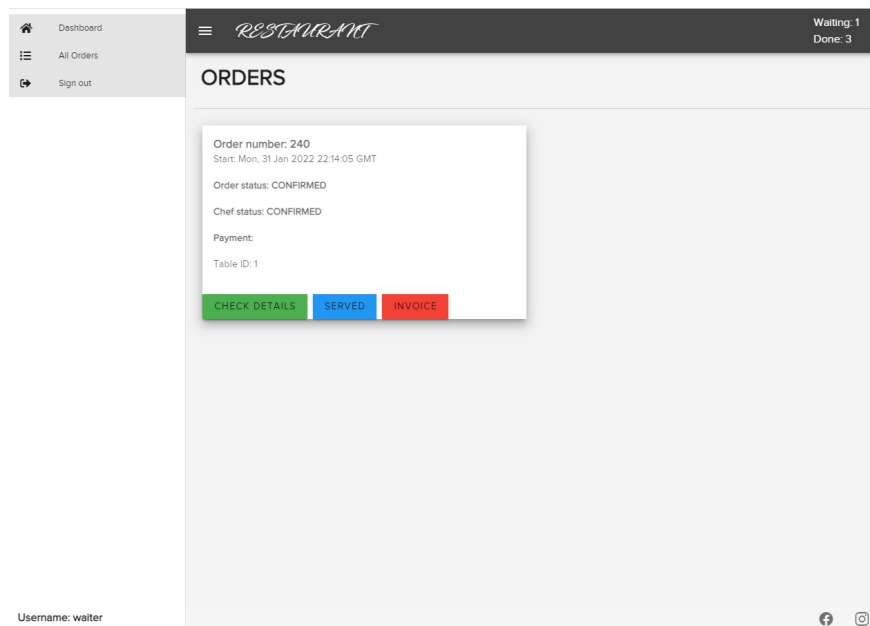 Dashboard
All Orders
Sign out
RESTAURANT
Waiting: 1
Done: 3
ORDERS
Order number: 240
Start: Mon, 31 Jan 2022 22:14:05 GMT
Order status: CONFIRMED
Chef status: CONFIRMED
Payment:
Table ID: 1
CHECK DETAILS SERVED INVOICE
Username: waiter